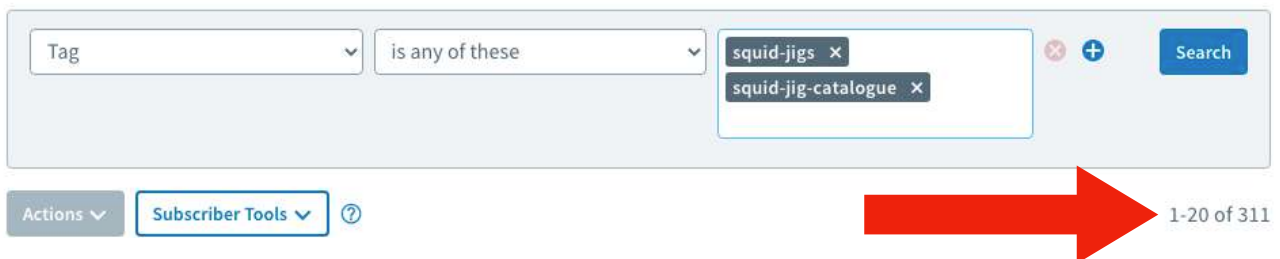 Tag is any of these squid-jigs × Search
squid-jig-catalogue ×
Actions Subscriber Tools ? 1-20 of 311